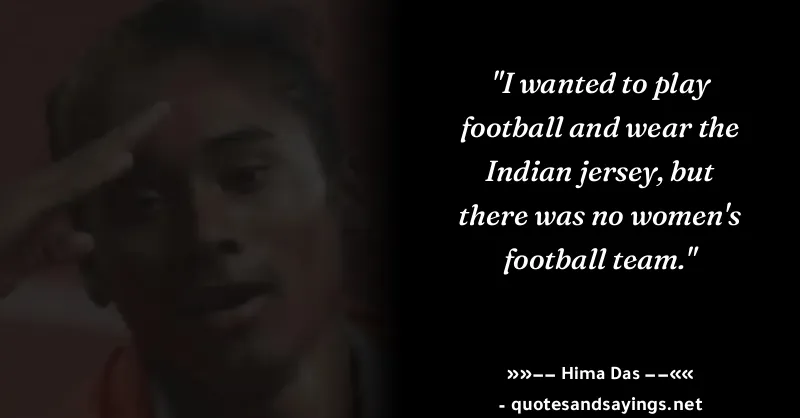 "I wanted to play
football and wear the
Indian jersey, but
there was no women's
football team."
»»−− Hima Das −−««
- quotesandsayings.net